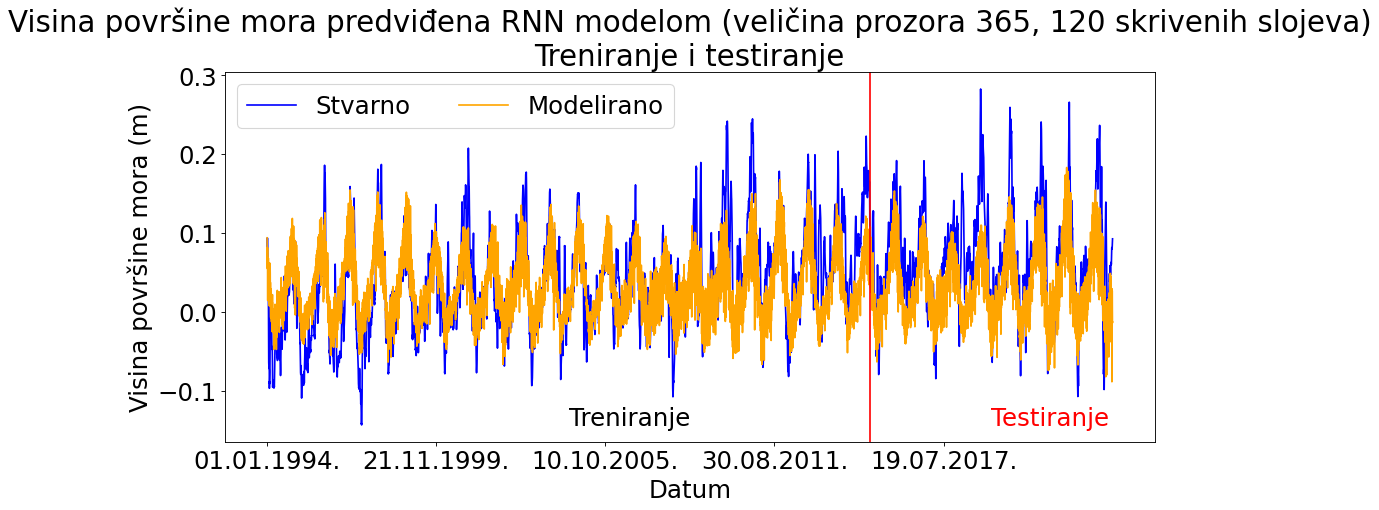 Visina površine mora predviđena RNN modelom (veličina prozora 365, 120 skrivenih slojeva)
Treniranje i testiranje
Stvarno
Modelirano
Visina površine mora (m)
0.3
0.2
0.1
0.0
−0.1
Treniranje
Testiranje
01.01.1994.
21.11.1999.
10.10.2005.
30.08.2011.
19.07.2017.
Datum